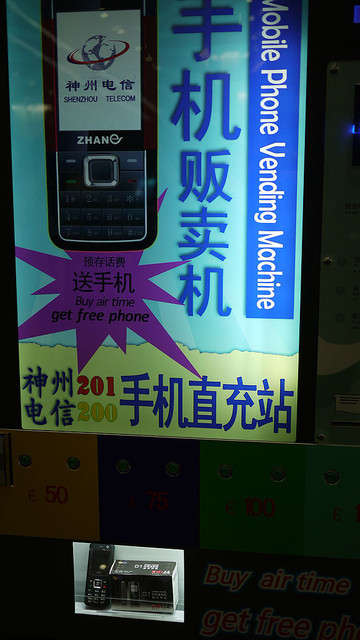 神州电信
SHENZHOU TELECOM
ZHANe
手机贩卖机
Mobile Phone Vending Machine
预存话费
送手机
Buy air time
get free phone
神州 201
电信 200
手机直充站
€ 50
75
€ 100
€
Buy air time
get free ph